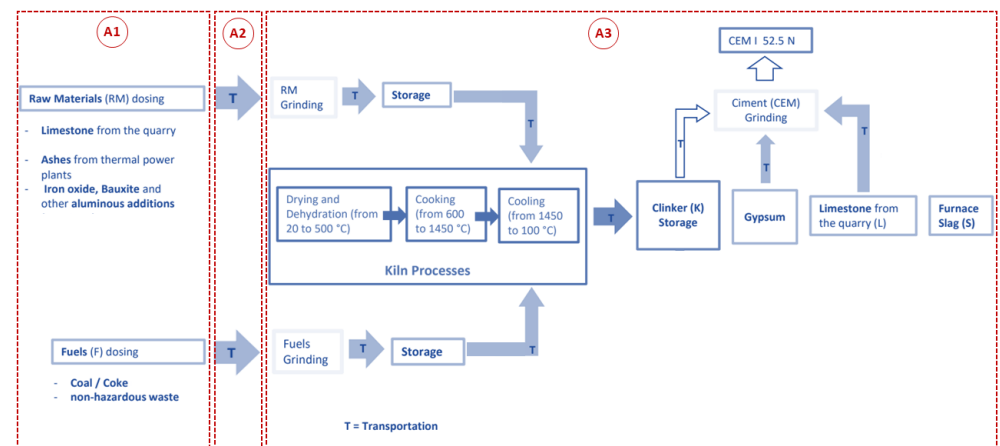 A1
A2
A3
CEM I  52.5 N
Raw Materials (RM) dosing
- Limestone from the quarry
- Ashes from thermal power
plants
- Iron oxide, Bauxite and
other aluminous additions
T
RM
Grinding
T
Storage
T
Ciment (CEM)
Grinding
T
T
T
Drying and
Dehydration (from
20 to 500 °C)
Cooking
(from 600
to 1450 °C)
Cooling
(from 1450
to 100 °C)
Kiln Processes
T
Clinker (K)
Storage
Gypsum
Limestone from
the quarry (L)
Furnace
Slag (S)
Fuels (F) dosing
- Coal / Coke
- non-hazardous waste
T
Fuels
Grinding
T
Storage
T
T = Transportation